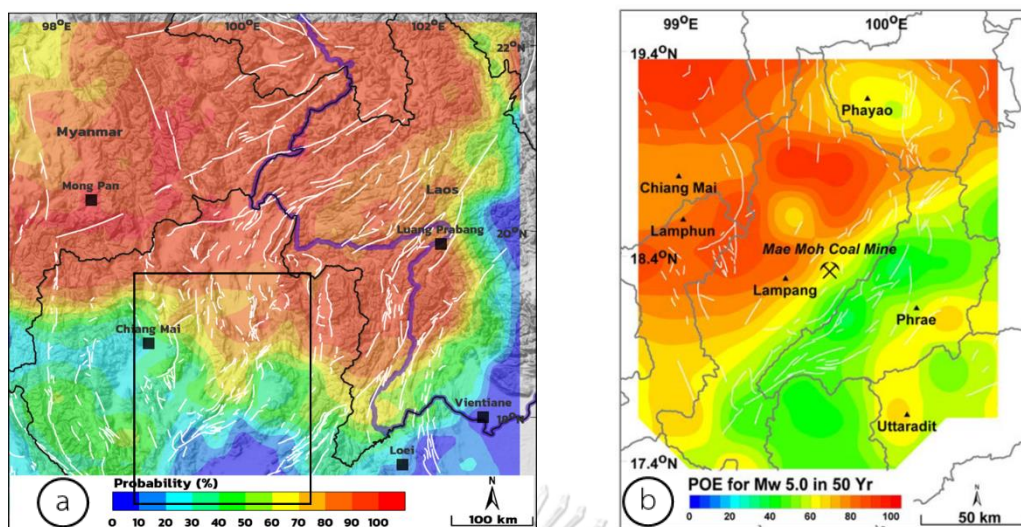 98°E
100°E
102°E
22°N
Myanmar
Mong Pan
Laos
Luang Prabang
20°N
Chiang Mai
Vientiane
18°N
Loei
Probability (%)
0 10 20 30 40 50 60 70 80 90 100
N
100 km
a
99°E
100°E
19.4°N
Phayao
Chiang Mai
Lamphun
Mae Moh Coal Mine
18.4°N
Lampang
Phrae
Uttaradit
17.4°N
POE for Mw 5.0 in 50 Yr
0 20 40 60 80 100
N
50 km
b